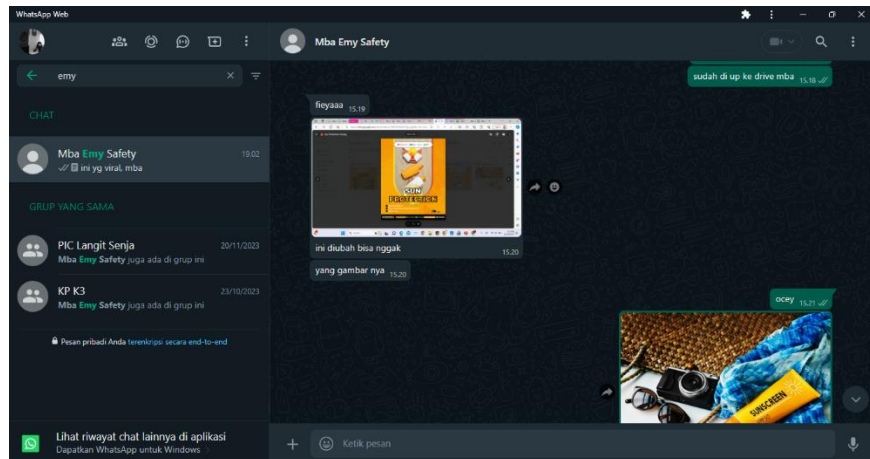 WhatsApp Web
Mba Emy Safety
emy
sudah di up ke drive mba 15.18
fieyaaa 15.19
CHAT
Mba Emy Safety 19.02
ini yg viral, mba
SUN
PROTECTION
GRUP YANG SAMA
PIC Langit Senja 20/11/2023
Mba Emy Safety juga ada di grup ini
ini diubah bisa nggak 15.20
yang gambar nya 15.20
KP K3 23/10/2023
Mba Emy Safety juga ada di grup ini
ocey 15.21
Pesan pribadi Anda terenkripsi secara end-to-end
SUNSCREEN
Lihat riwayat chat lainnya di aplikasi
Dapatkan WhatsApp untuk Windows
Ketik pesan